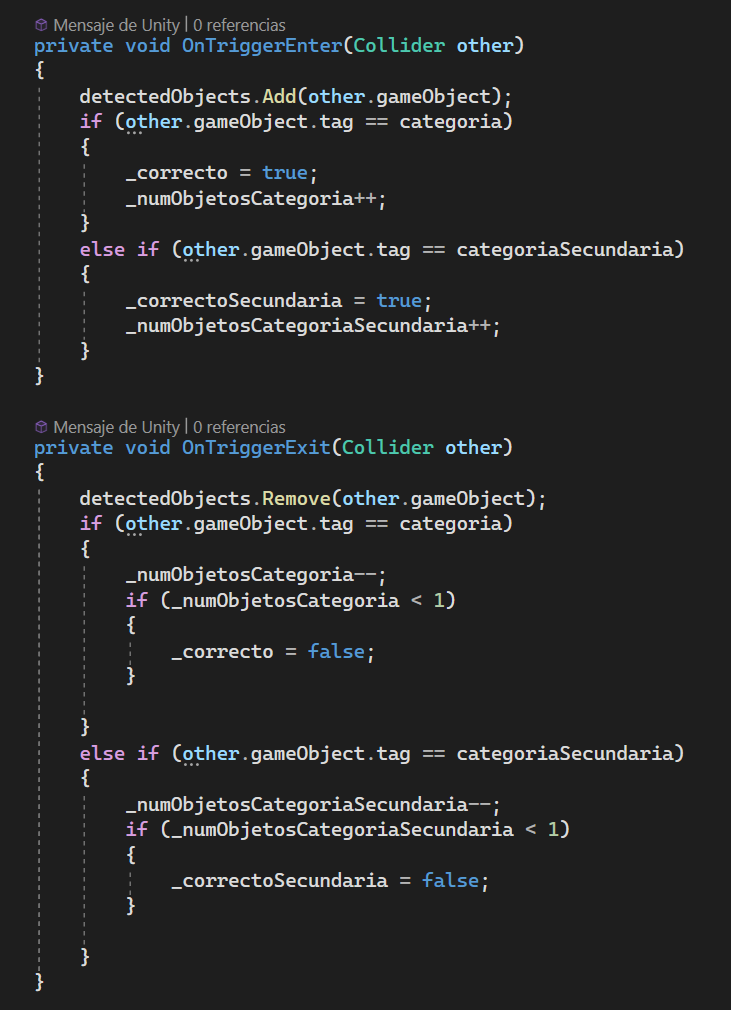 Mensaje de Unity | 0 referencias
private void OnTriggerEnter(Collider other)
{
    detectedObjects.Add(other.gameObject);
    if (other.gameObject.tag == categoria)
    {
        _correcto = true;
        _numObjetosCategoria++;
    }
    else if (other.gameObject.tag == categoriaSecundaria)
    {
        _correctoSecundaria = true;
        _numObjetosCategoriaSecundaria++;
    }
}
Mensaje de Unity | 0 referencias
private void OnTriggerExit(Collider other)
{
    detectedObjects.Remove(other.gameObject);
    if (other.gameObject.tag == categoria)
    {
        _numObjetosCategoria--;
        if (_numObjetosCategoria < 1)
        {
            _correcto = false;
        }
    }
    else if (other.gameObject.tag == categoriaSecundaria)
    {
        _numObjetosCategoriaSecundaria--;
        if (_numObjetosCategoriaSecundaria < 1)
        {
            _correctoSecundaria = false;
        }
    }
}